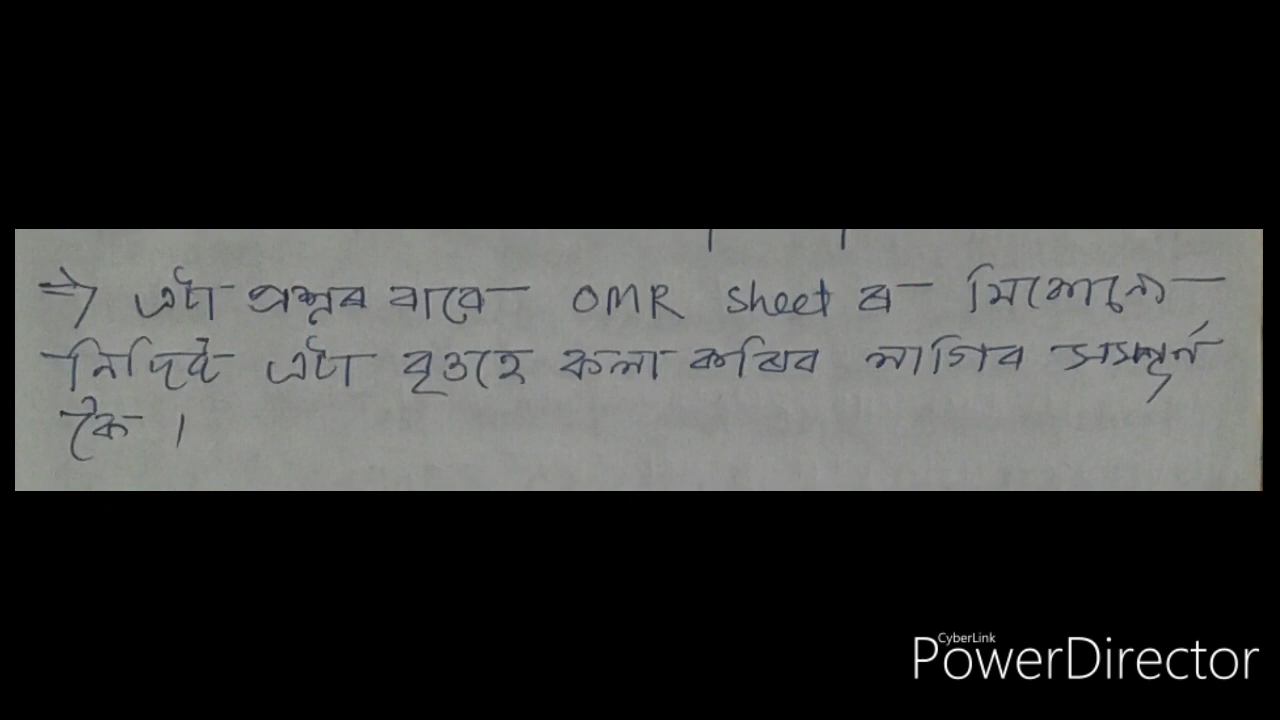 ⇒ এটা প্ৰশ্নৰ বাবে OMR sheet ৰ যিকোনো
নিৰ্দিষ্ট এটা বৃত্তহে কলা কৰিব লাগিব সম্পূৰ্ণ
কৈ ।
CyberLink
PowerDirector